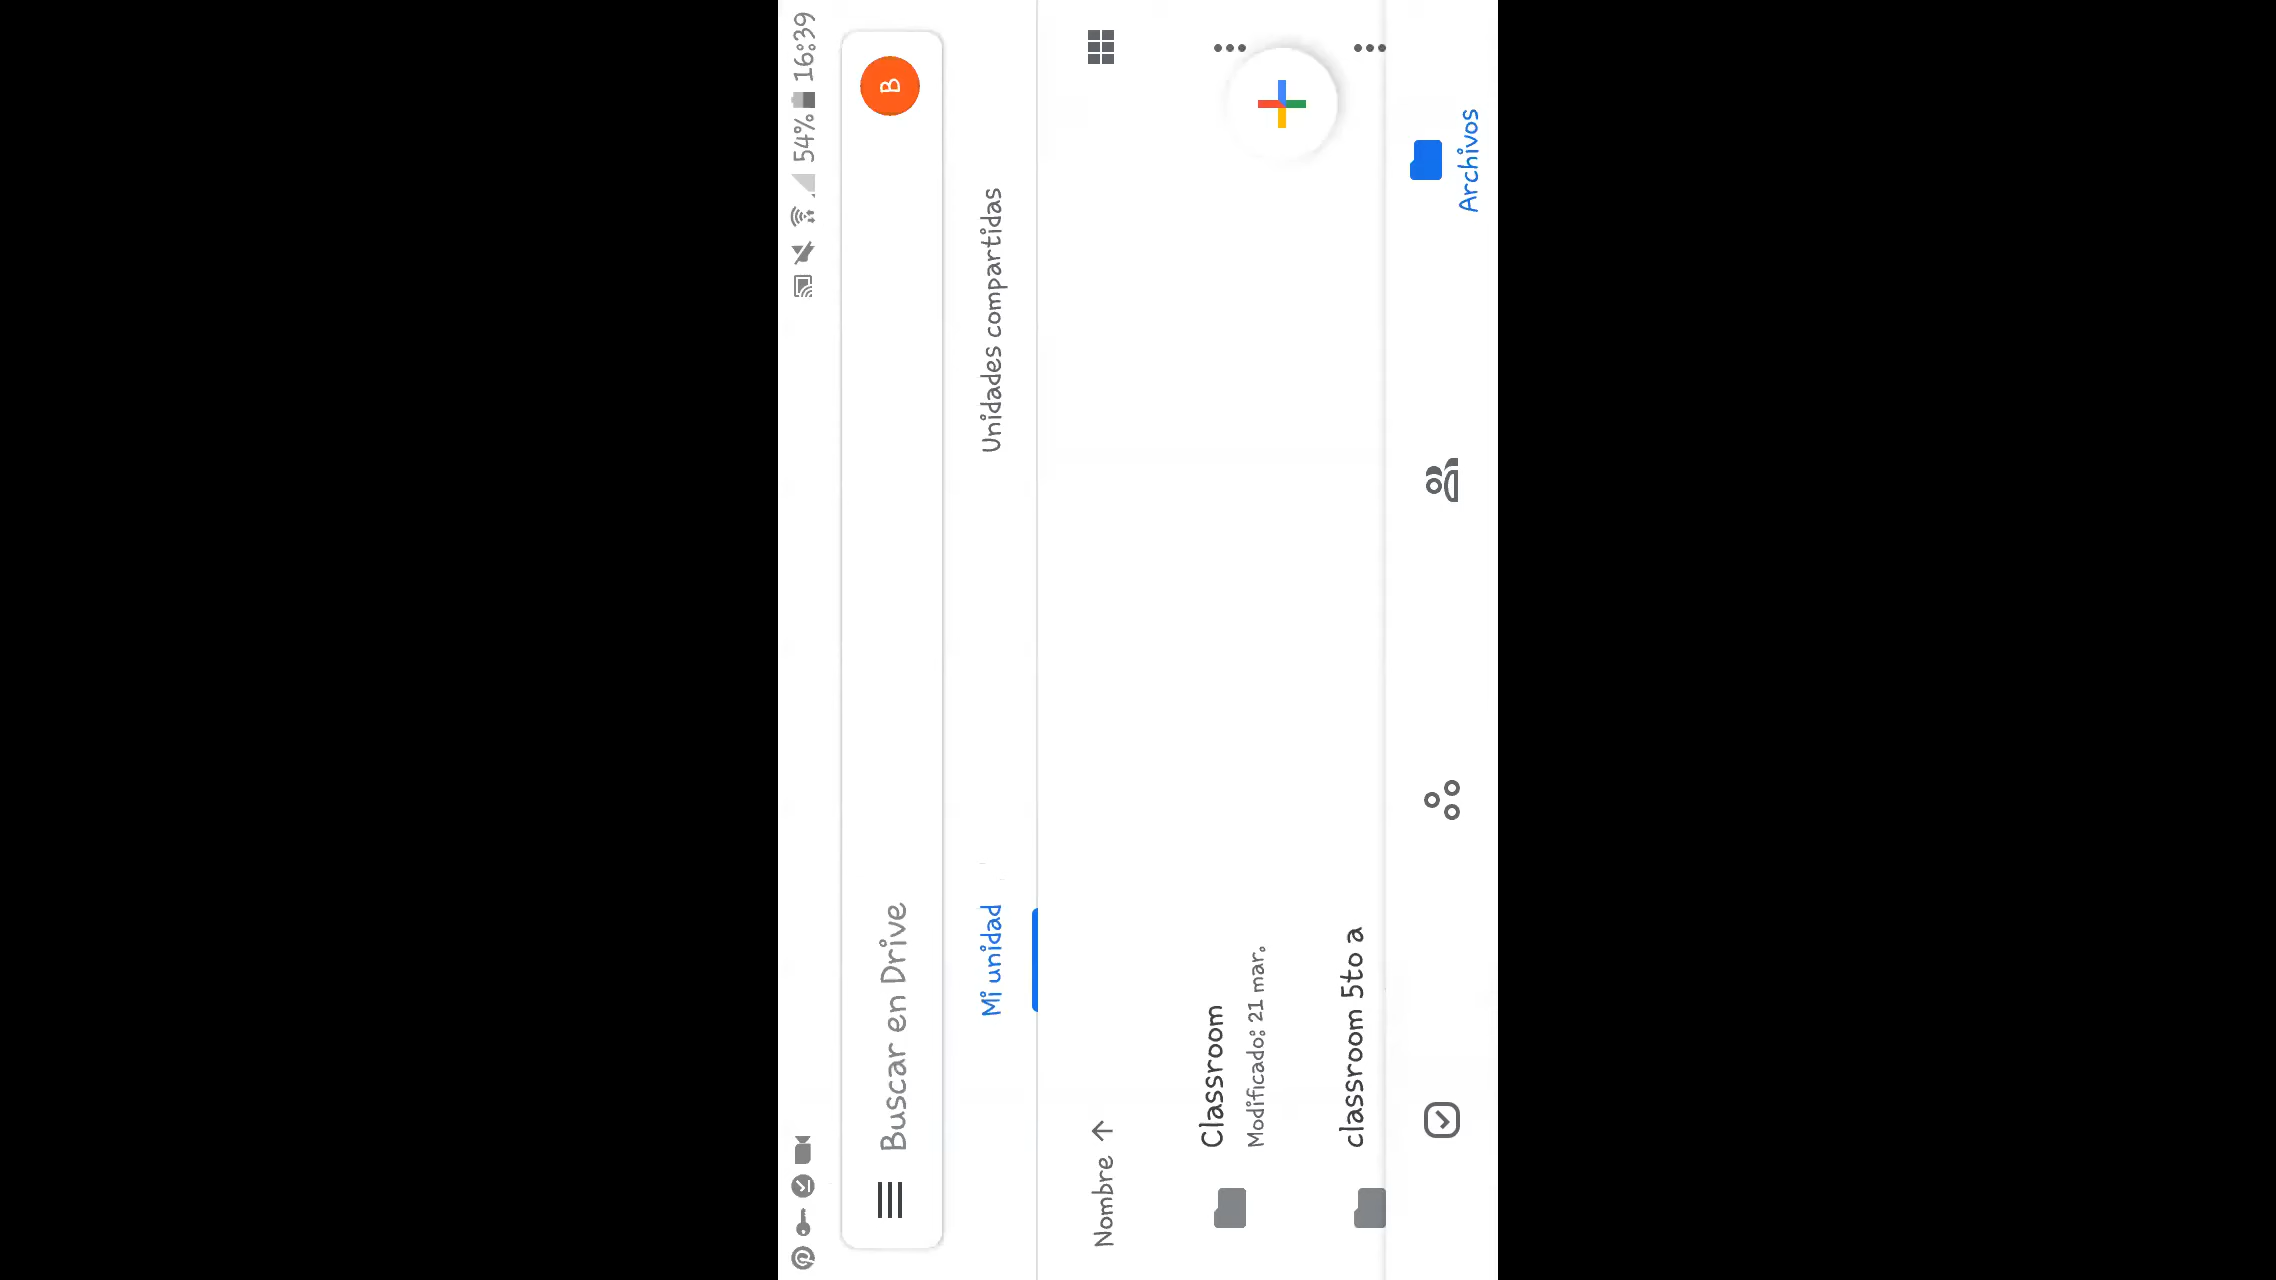 54% 16:39
Buscar en Drive
B
Mi unidad
Unidades compartidas
Nombre
Classroom
Modificado: 21 mar.
classroom 5to a
Archivos